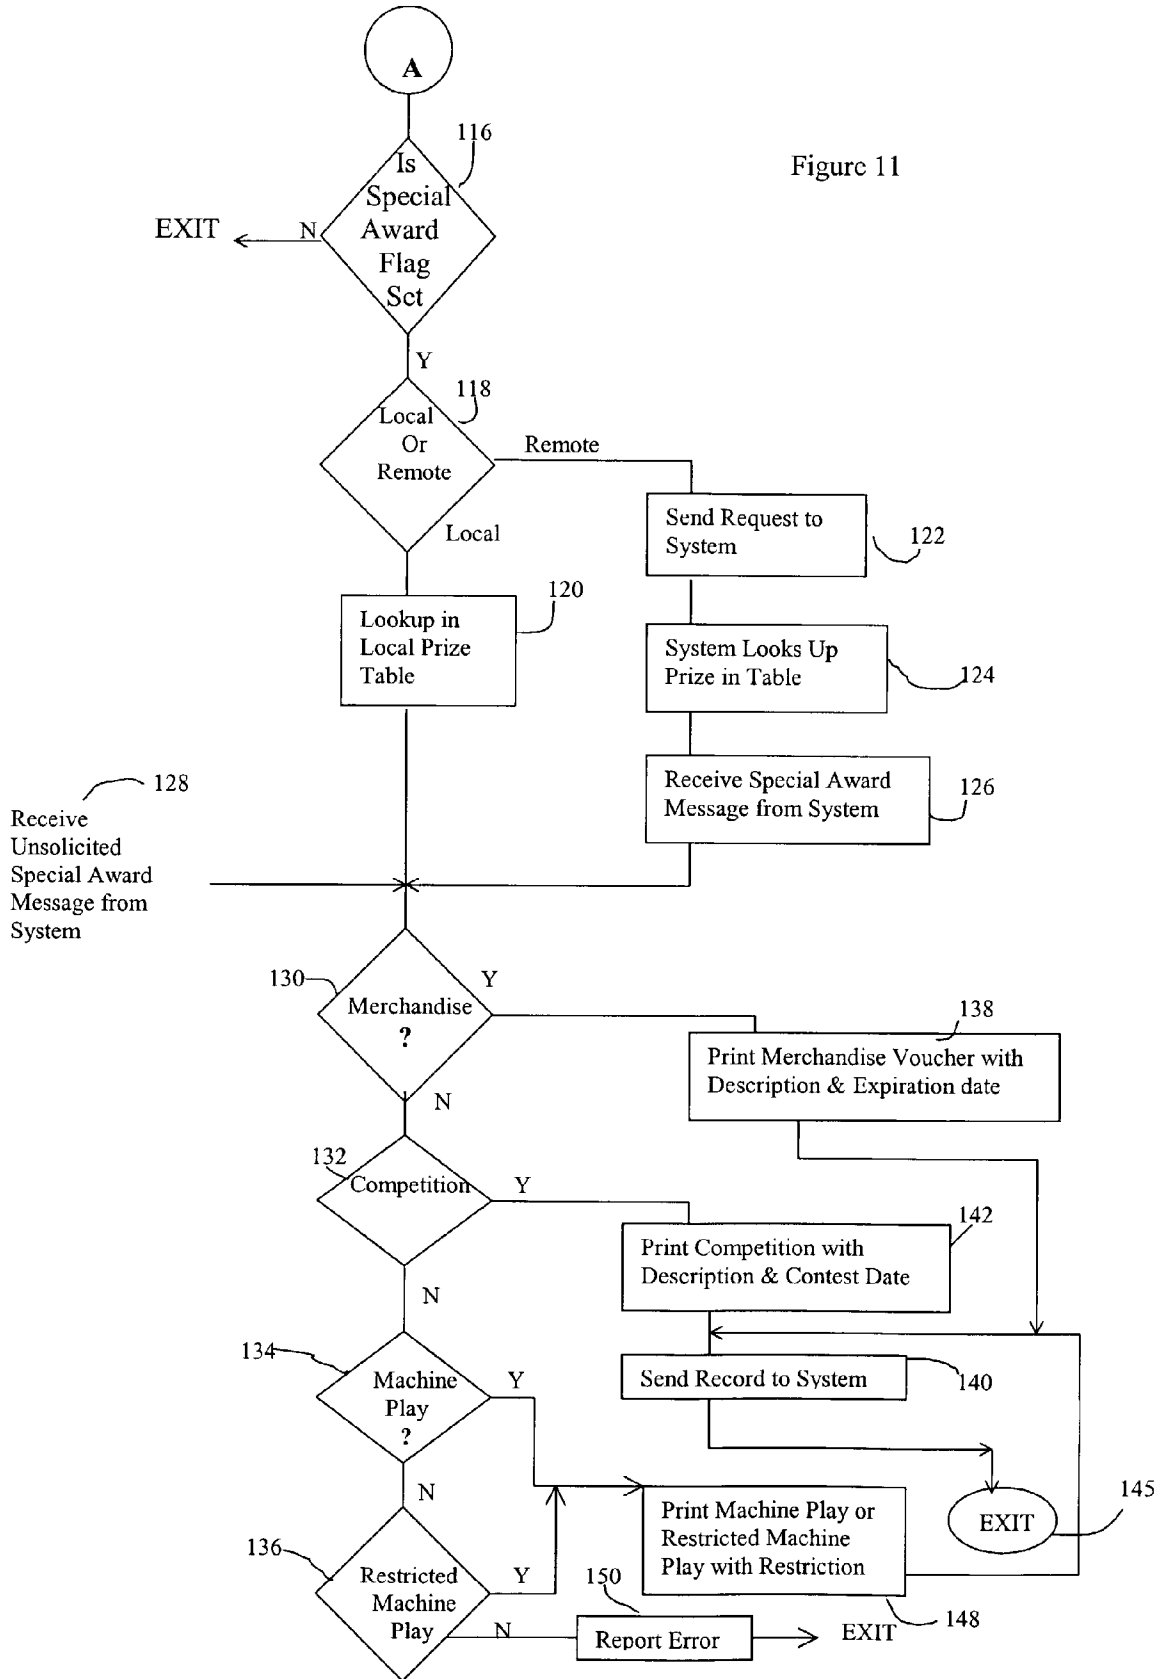 A
116
Figure 11
Is
Special
Award
Flag
Set
EXIT
N
Y
118
Local
Or
Remote
Remote
Local
Send Request to
System
122
120
Lookup in
Local Prize
Table
System Looks Up
Prize in Table
124
128
Receive
Unsolicited
Special Award
Message from
System
Receive Special Award
Message from System
126
130
Merchandise
?
Y
N
138
Print Merchandise Voucher with
Description & Expiration date
132
Competition
Y
N
142
Print Competition with
Description & Contest Date
134
Machine
Play
?
Y
N
Send Record to System
140
145
EXIT
Print Machine Play or
Restricted Machine
Play with Restriction
148
136
Restricted
Machine
Play
Y
N
150
Report Error
EXIT